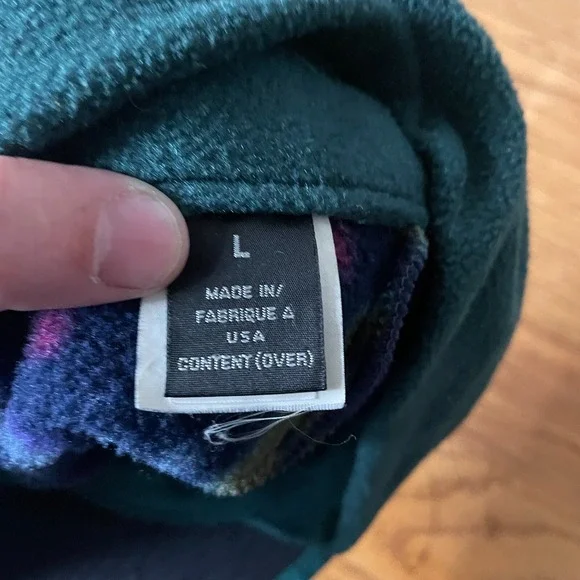 L
MADE IN/
FABRIQUE A
USA
CONTENT (OVER)